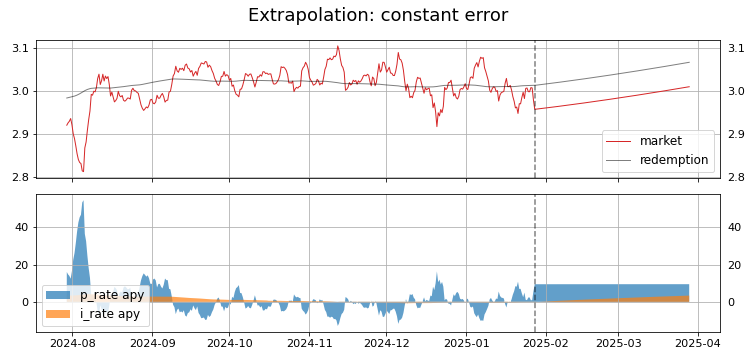 Extrapolation: constant error
3.1 3.1
3.0 3.0
2.9 2.9
2.8 2.8
market
redemption
40 40
20 20
0 0
p_rate apy
i_rate apy
2024-08 2024-09 2024-10 2024-11 2024-12 2025-01 2025-02 2025-03 2025-04